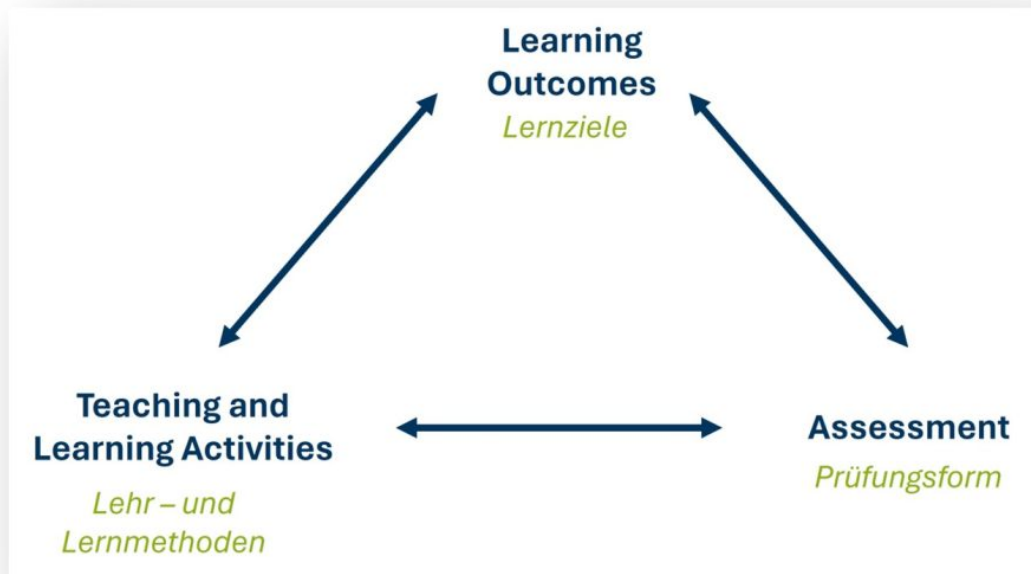 Learning
Outcomes
Lernziele
Teaching and
Learning Activities
Lehr – und
Lernmethoden
Assessment
Prüfungsform